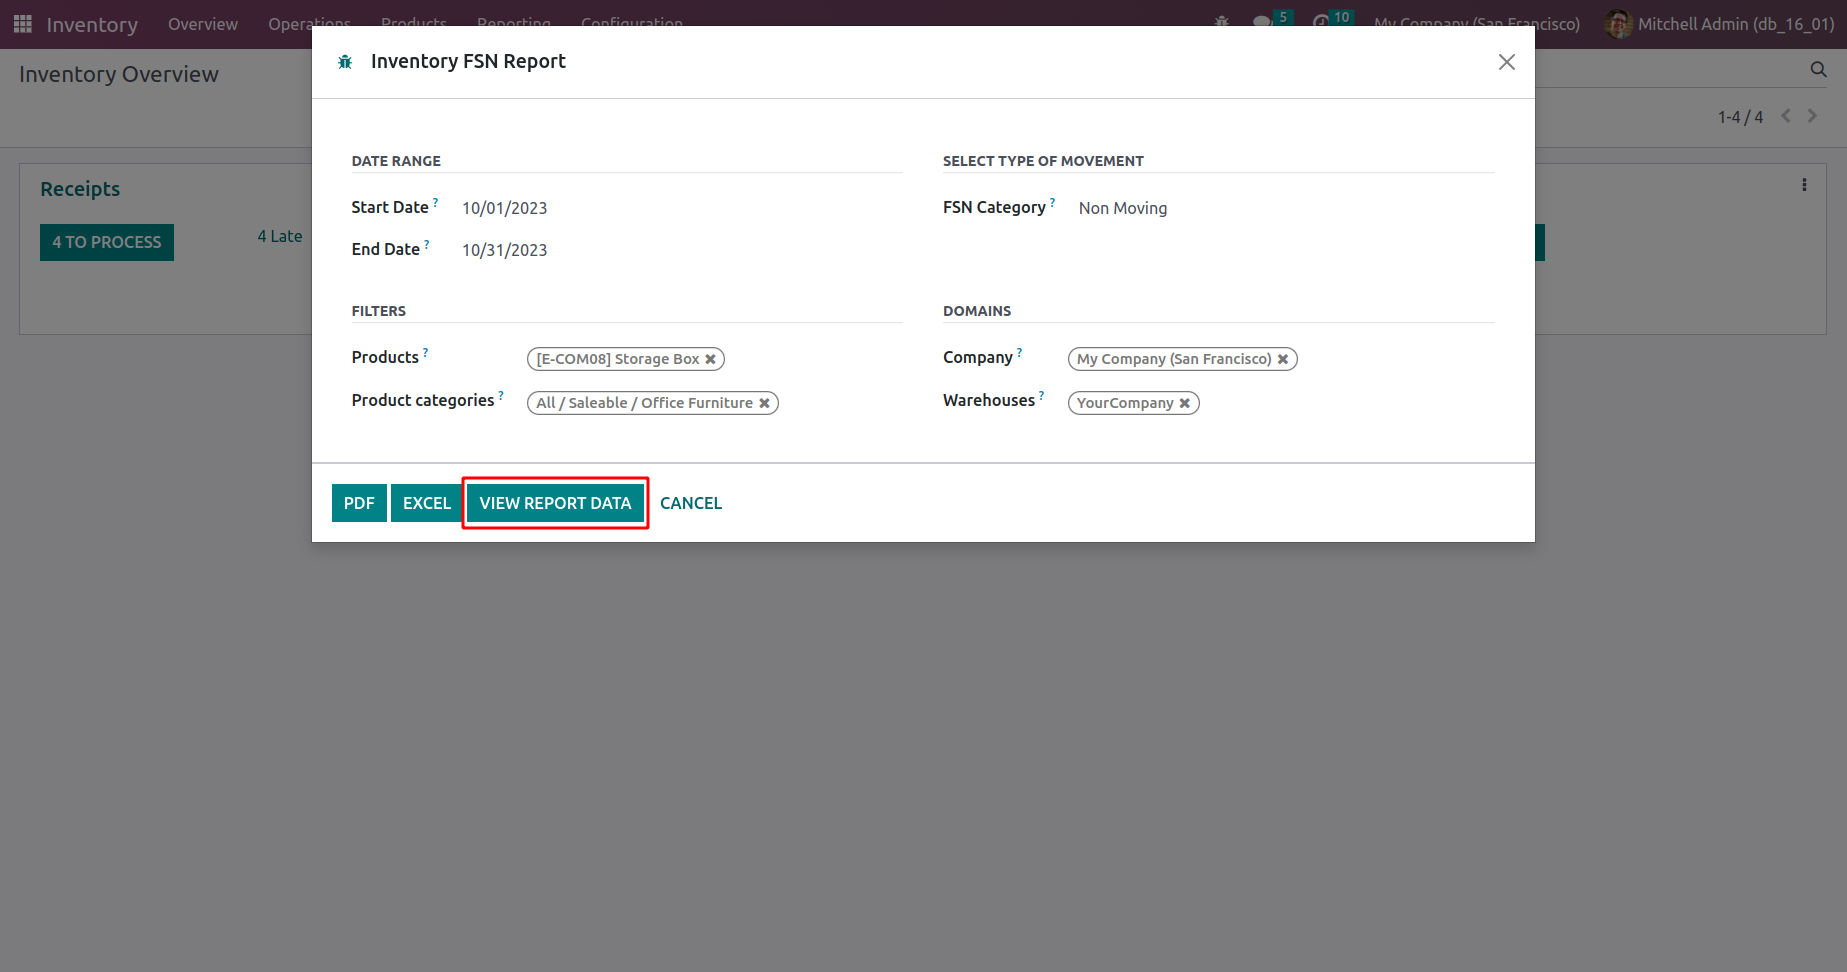 Inventory Overview Operations Products Reporting Configuration 5 10 My Company (San Francisco) Mitchell Admin (db_16_01)
Inventory Overview
1-4 / 4
Receipts
4 TO PROCESS
4 Late
Inventory FSN Report
DATE RANGE
Start Date ? 10/01/2023
End Date ? 10/31/2023
SELECT TYPE OF MOVEMENT
FSN Category ? Non Moving
FILTERS
Products ? [E-COM08] Storage Box ✖
Product categories ? All / Saleable / Office Furniture ✖
DOMAINS
Company ? My Company (San Francisco) ✖
Warehouses ? YourCompany ✖
PDF EXCEL VIEW REPORT DATA CANCEL